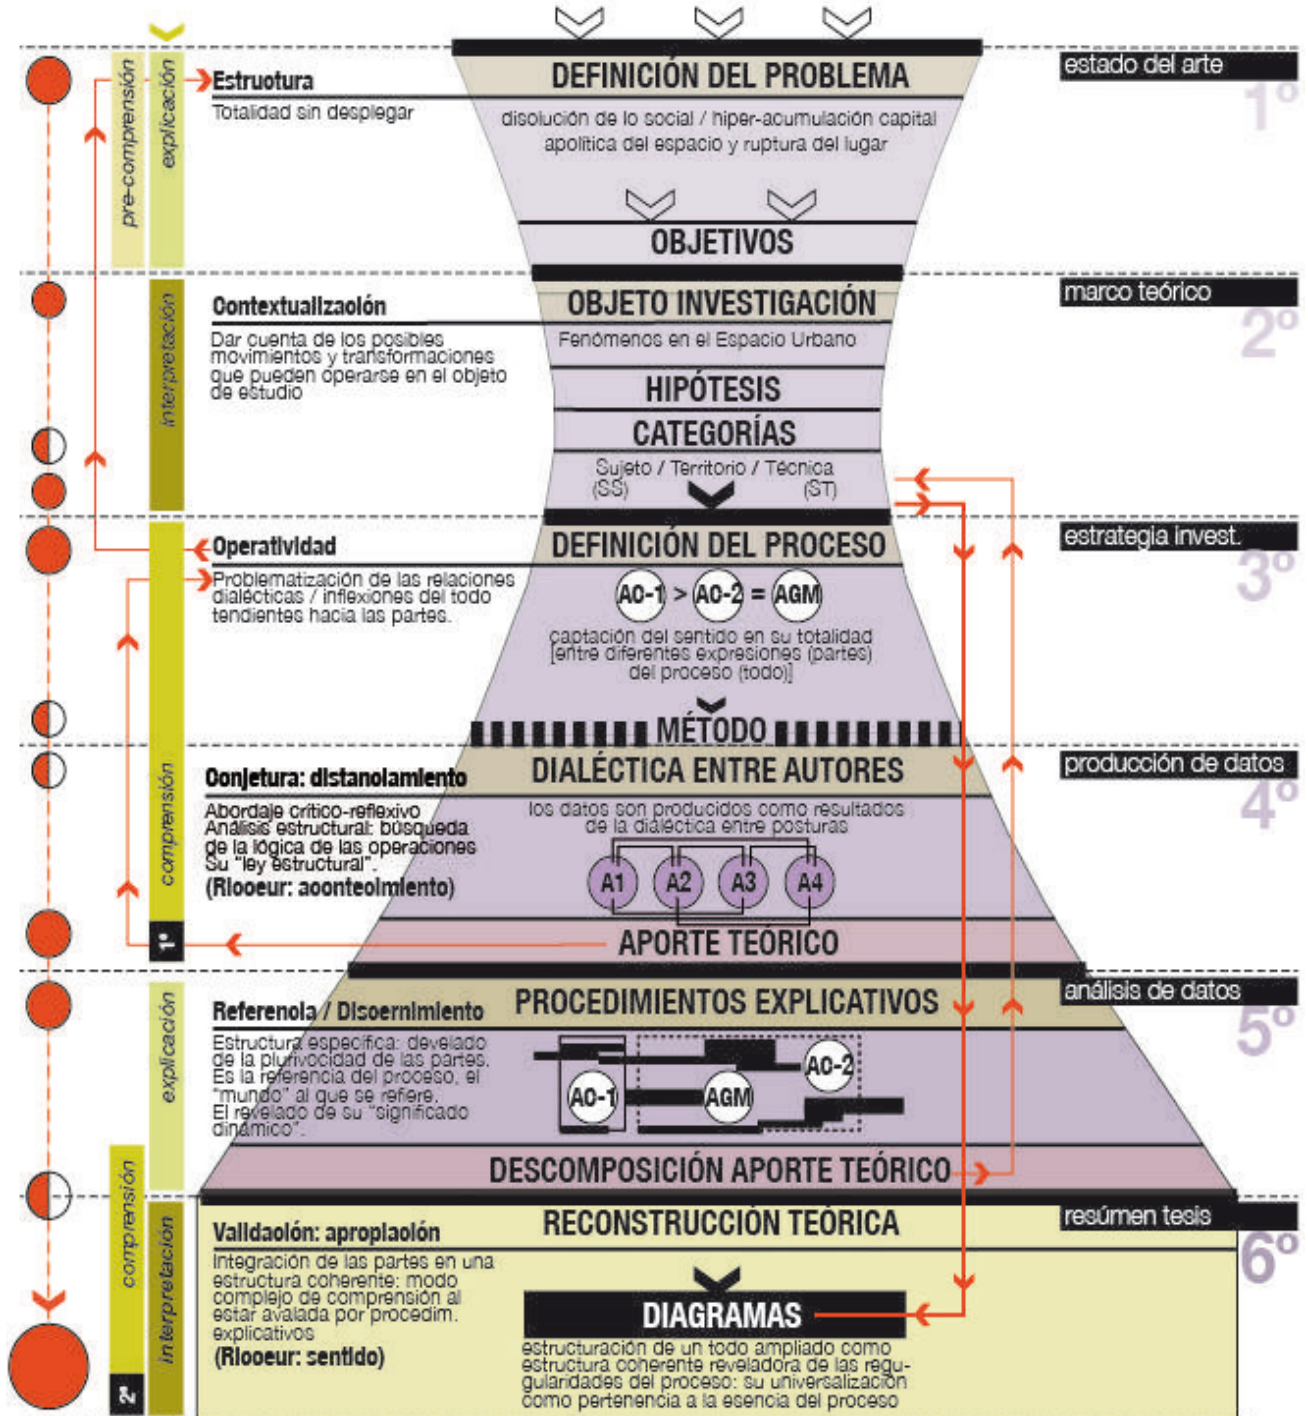 pre-comprensión
explicación
Estructura
Totalidad sin desplegar
DEFINICIÓN DEL PROBLEMA
disolución de lo social / hiper-acumulación capital
apolítica del espacio y ruptura del lugar
OBJETIVOS
estado del arte
1º
interpretación
Contextualización
Dar cuenta de los posibles
movimientos y transformaciones
que pueden operarse en el objeto
de estudio
OBJETO INVESTIGACIÓN
Fenómenos en el Espacio Urbano
HIPÓTESIS
CATEGORÍAS
Sujeto / Territorio / Técnica
(SS) (ST)
marco teórico
2º
comprensión
1º
Operatividad
Problematización de las relaciones
dialécticas / inflexiones del todo
tendientes hacia las partes.
DEFINICIÓN DEL PROCESO
AC-1 > AC-2 = AGM
captación del sentido en su totalidad
[entre diferentes expresiones (partes)
del proceso (todo)]
MÉTODO
estrategia invest.
3º
Conjetura: distanciamiento
Abordaje crítico-reflexivo
Análisis estructural: búsqueda
de la lógica de las operaciones
Su "ley estructural".
(Ricoeur: acontecimiento)
DIALÉCTICA ENTRE AUTORES
los datos son producidos como resultados
de la dialéctica entre posturas
A1 A2 A3 A4
APORTE TEÓRICO
producción de datos
4º
explicación
Referencia / Discernimiento
Estructura específica: develado
de la plurivocidad de las partes.
Es la referencia del proceso, el
"mundo" al que se refiere.
El revelado de su "significado
dinámico".
PROCEDIMIENTOS EXPLICATIVOS
AC-2
AC-1 AGM
DESCOMPOSICIÓN APORTE TEÓRICO
análisis de datos
5º
comprensión
2º
interpretación
Validación: apropiación
Integración de las partes en una
estructura coherente: modo
complejo de comprensión al
estar avalada por procedim.
explicativos
(Ricoeur: sentido)
RECONSTRUCCIÓN TEÓRICA
DIAGRAMAS
estructuración de un todo ampliado como
estructura coherente reveladora de las regu-
gularidades del proceso: su universalización
como pertenencia a la esencia del proceso
resúmen tesis
6º